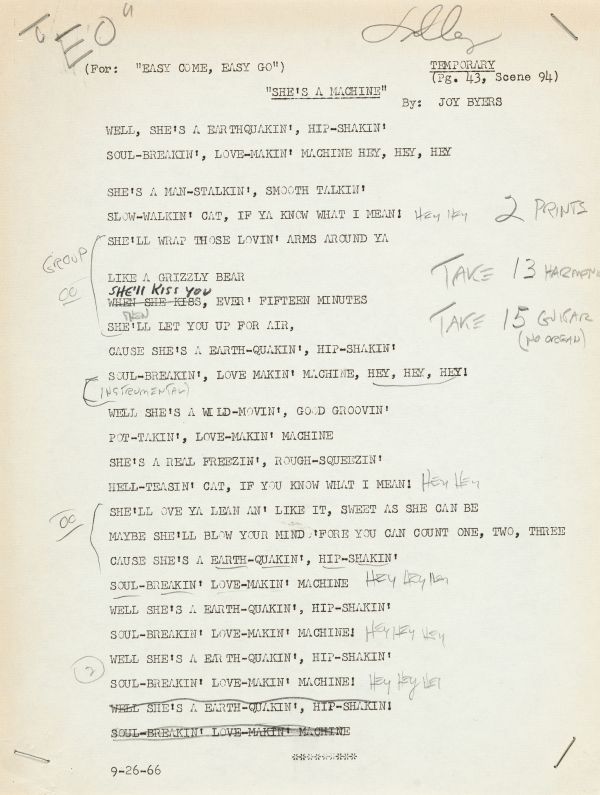 "EO"
(For: "EASY COME, EASY GO")
TEMPORARY
(Pg. 43, Scene 94)
"SHE'S A MACHINE"
By: JOY BYERS
WELL, SHE'S A EARTHQUAKIN', HIP-SHAKIN'
SOUL-BREAKIN', LOVE-MAKIN' MACHINE HEY, HEY, HEY
SHE'S A MAN-STALKIN', SMOOTH TALKIN'
SLOW-WALKIN' CAT, IF YA KNOW WHAT I MEAN! HEY HEY
2 PRINTS
SHE'LL WRAP THOSE LOVIN' ARMS AROUND YA
GROUP
OO
LIKE A GRIZZLY BEAR
TAKE 13 HARMON
SHE'll KISS YOU
WHEN SHE KISS, EVER' FIFTEEN MINUTES
THEN
SHE'LL LET YOU UP FOR AIR,
TAKE 15 GUITAR
(NO ORGAN)
CAUSE SHE'S A EARTH-QUAKIN', HIP-SHAKIN'
SOUL-BREAKIN', LOVE MAKIN' MACHINE, HEY, HEY, HEY!
(INSTRUMENTAL)
WELL SHE'S A WILD-MOVIN', GOOD GROOVIN'
POT-TAKIN', LOVE-MAKIN' MACHINE
SHE'S A REAL FREEZIN', ROUGH-SQUEEZIN'
HELL-TEASIN' CAT, IF YOU KNOW WHAT I MEAN! HEY HEY
OO
SHE'LL OVE YA LEAN AN' LIKE IT, SWEET AS SHE CAN BE
MAYBE SHE'LL BLOW YOUR MIND 'FORE YOU CAN COUNT ONE, TWO, THREE
CAUSE SHE'S A EARTH-QUAKIN', HIP-SHAKIN'
SOUL-BREAKIN' LOVE-MAKIN' MACHINE HEY HEY HEY
WELL SHE'S A EARTH-QUAKIN', HIP-SHAKIN'
SOUL-BREAKIN' LOVE-MAKIN' MACHINE! HEY HEY HEY
2
WELL SHE'S A EARTH-QUAKIN', HIP-SHAKIN'
SOUL-BREAKIN' LOVE-MAKIN' MACHINE! HEY HEY HEY
WELL SHE'S A EARTH-QUAKIN', HIP-SHAKIN!
SOUL-BREAKIN' LOVE-MAKIN' MACHINE
**********
9-26-66